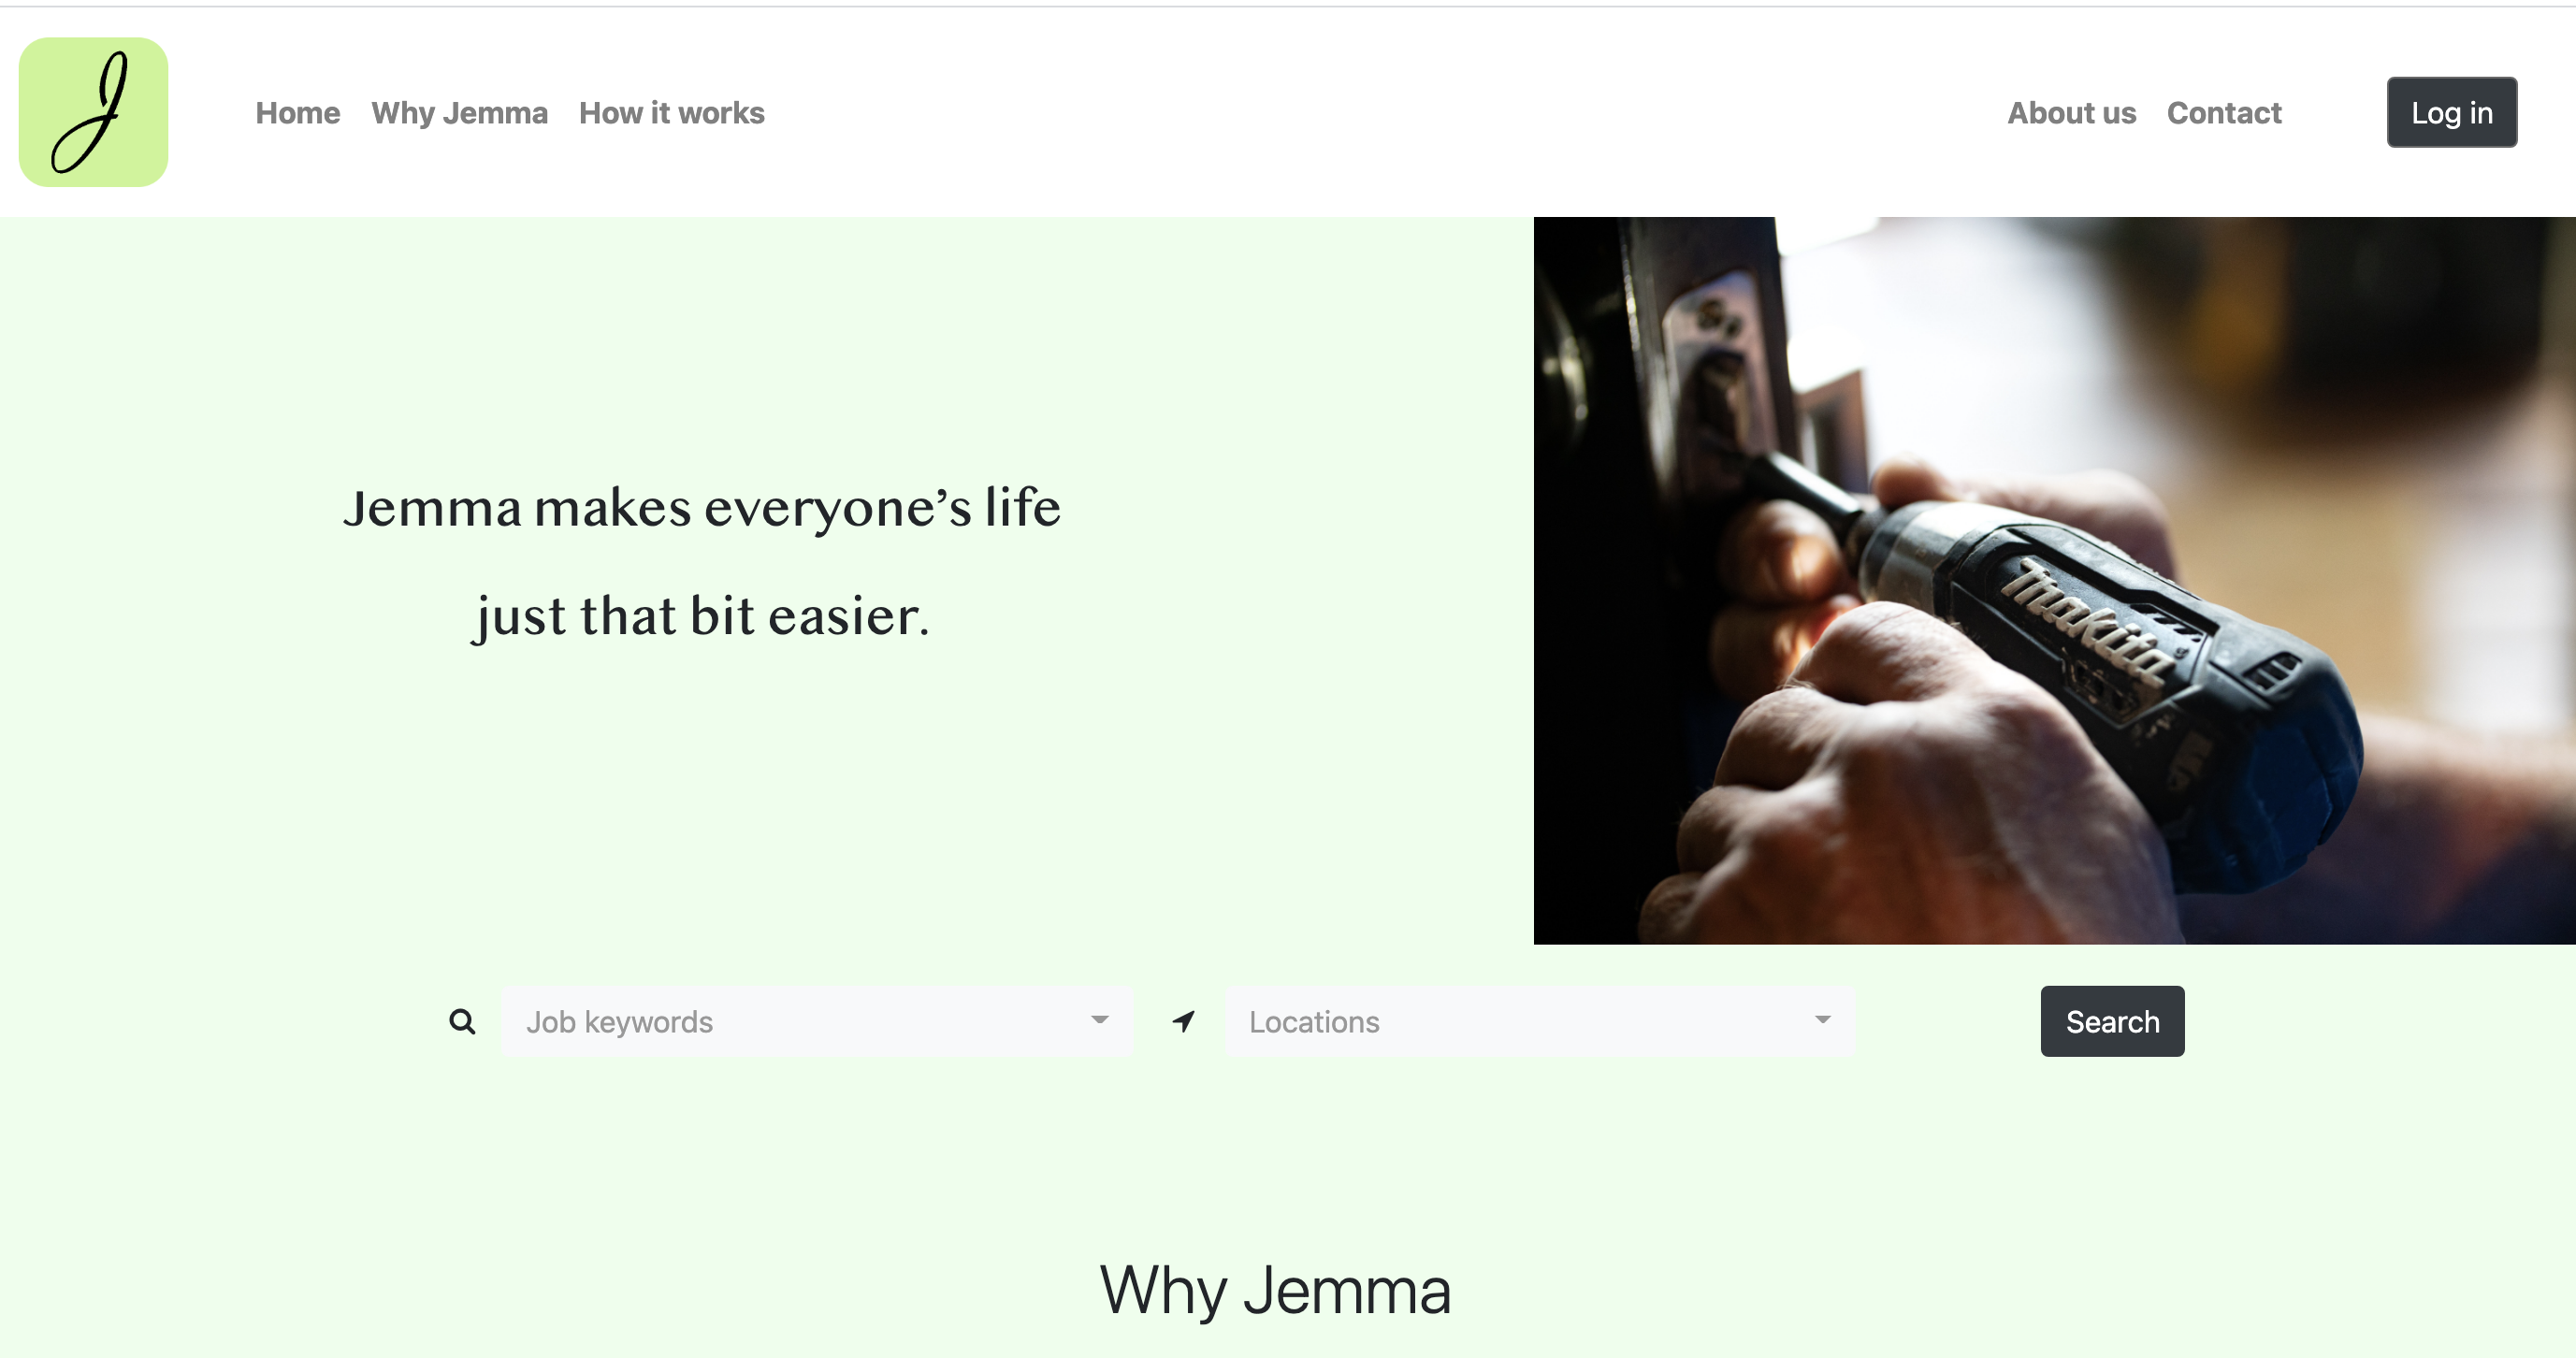 J
Home Why Jemma How it works About us Contact Log in
Jemma makes everyone’s life
just that bit easier.
makita
Job keywords Locations Search
Why Jemma